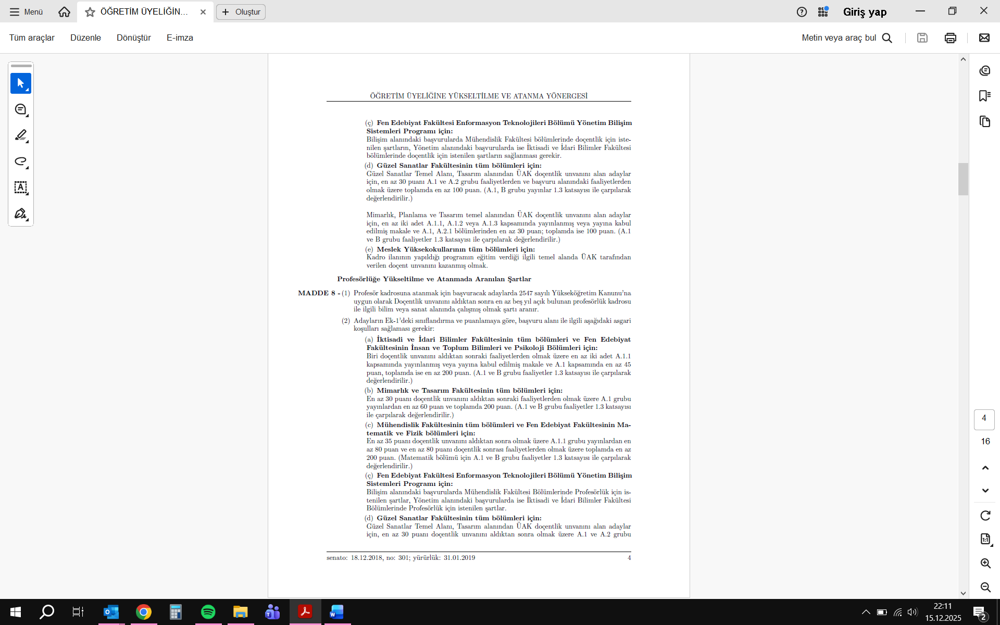 Menü
ÖĞRETİM ÜYELİĞİN...
Oluştur
Giriş yap
Tüm araçlar
Düzenle
Dönüştür
E-imza
Metin veya araç bul
ÖĞRETİM ÜYELİĞİNE YÜKSELTİLME VE ATANMA YÖNERGESİ
(ç) Fen Edebiyat Fakültesi Enformasyon Teknolojileri Bölümü Yönetim Bilişim
Sistemleri Programı için:
Bilişim alanındaki başvurularda Mühendislik Fakültesi bölümlerinde doçentlik için iste-
nilen şartların, Yönetim alanındaki başvurularda ise İktisadi ve İdari Bilimler Fakültesi
bölümlerinde doçentlik için istenilen şartların sağlanması gerekir.
(d) Güzel Sanatlar Fakültesinin tüm bölümleri için:
Güzel Sanatlar Temel Alanı, Tasarım alanından ÜAK doçentlik unvanını alan adaylar
için, en az 30 puanı A.1 ve A.2 grubu faaliyetlerden ve başvuru alanındaki faaliyetlerden
olmak üzere toplamda en az 100 puan. (A.1, B grubu yayınlar 1.3 katsayısı ile çarpılarak
değerlendirilir.)
Mimarlık, Planlama ve Tasarım temel alanından ÜAK doçentlik unvanını alan adaylar
için, en az iki adet A.1.1, A.1.2 veya A.1.3 kapsamında yayınlanmış veya yayına kabul
edilmiş makale ve A.1, A.2.1 bölümlerinden en az 30 puan; toplamda ise 100 puan. (A.1
ve B grubu faaliyetler 1.3 katsayısı ile çarpılarak değerlendirilir.)
(e) Meslek Yüksekokullarının tüm bölümleri için:
Kadro ilanının yapıldığı programın eğitim verdiği ilgili temel alanda ÜAK tarafından
verilen doçent unvanını kazanmış olmak.
Profesörlüğe Yükseltilme ve Atanmada Aranılan Şartlar
MADDE 8 - (1) Profesör kadrosuna atanmak için başvuracak adaylarda 2547 sayılı Yükseköğretim Kanunu'na
uygun olarak Doçentlik unvanını aldıktan sonra en az beş yıl açık bulunan profesörlük kadrosu
ile ilgili bilim veya sanat alanında çalışmış olmak şartı aranır.
(2) Adayların Ek-1'deki sınıflandırma ve puanlamaya göre, başvuru alanı ile ilgili aşağıdaki asgari
koşulları sağlaması gerekir:
(a) İktisadi ve İdari Bilimler Fakültesinin tüm bölümleri ve Fen Edebiyat
Fakültesinin İnsan ve Toplum Bilimleri ve Psikoloji Bölümleri için:
Biri doçentlik unvanını aldıktan sonraki faaliyetlerden olmak üzere en az iki adet A.1.1
kapsamında yayınlanmış veya yayına kabul edilmiş makale ve A.1 kapsamında en az 45
puan, toplamda ise en az 200 puan. (A.1 ve B grubu faaliyetler 1.3 katsayısı ile çarpılarak
değerlendirilir.)
(b) Mimarlık ve Tasarım Fakültesinin tüm bölümleri için:
En az 30 puanı doçentlik unvanını aldıktan sonraki faaliyetlerden olmak üzere A.1 grubu
yayınlardan en az 60 puan ve toplamda 200 puan. (A.1 ve B grubu faaliyetler 1.3 katsayısı
ile çarpılarak değerlendirilir.)
(c) Mühendislik Fakültesinin tüm bölümleri ve Fen Edebiyat Fakültesinin Ma-
tematik ve Fizik bölümleri için:
En az 35 puanı doçentlik unvanını aldıktan sonra olmak üzere A.1.1 grubu yayınlardan en
az 80 puan ve en az 80 puanı doçentlik sonrası faaliyetlerden olmak üzere toplamda en az
200 puan. (Matematik bölümü için A.1 ve B grubu faaliyetler 1.3 katsayısı ile çarpılarak
değerlendirilir.)
(ç) Fen Edebiyat Fakültesi Enformasyon Teknolojileri Bölümü Yönetim Bilişim
Sistemleri Programı için:
Bilişim alanındaki başvurularda Mühendislik Fakültesi Bölümlerinde Profesörlük için is-
tenilen şartlar, Yönetim alanındaki başvurularda ise İktisadi ve İdari Bilimler Fakültesi
Bölümlerinde Profesörlük için istenilen şartlar.
(d) Güzel Sanatlar Fakültesinin tüm bölümleri için:
Güzel Sanatlar Temel Alanı, Tasarım alanından ÜAK doçentlik unvanını alan adaylar
için, en az 30 puanı doçentlik unvanını aldıktan sonra olmak üzere A.1 ve A.2 grubu
senato: 18.12.2018, no: 301; yürürlük: 31.01.2019
4
4
16
22:11
15.12.2025
2